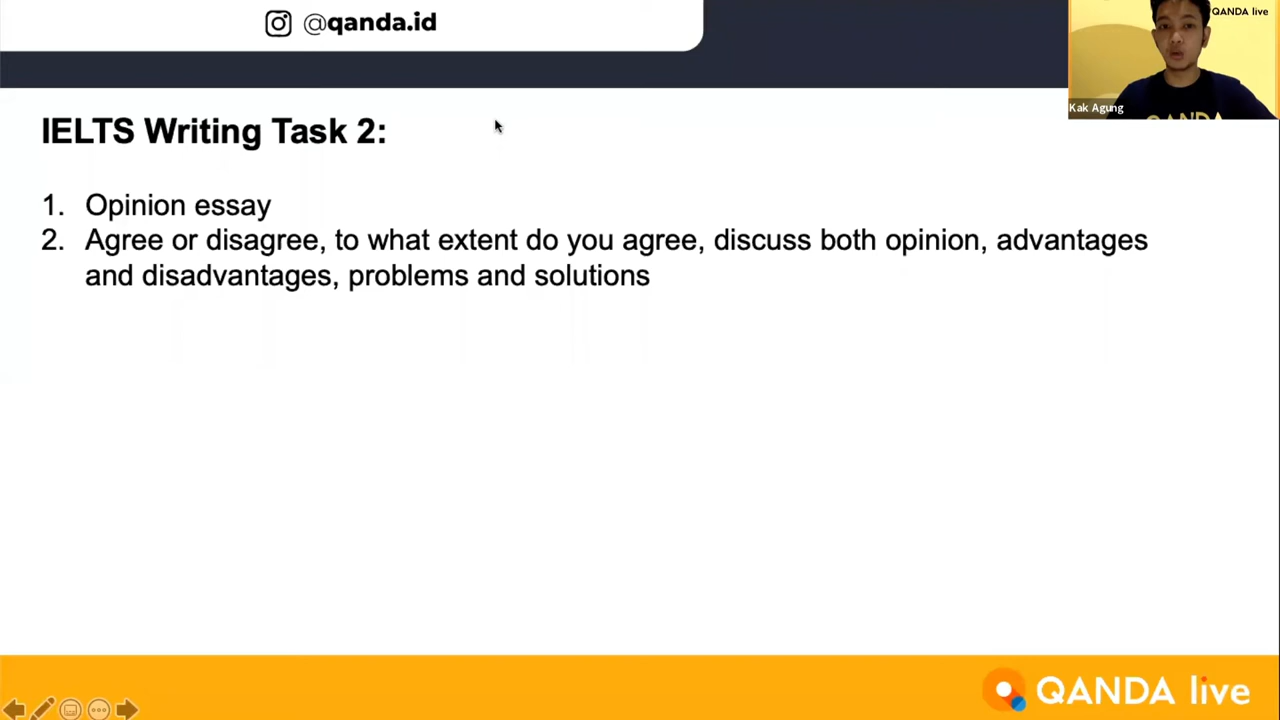 @qanda.id
QANDA live
Kak Agung
QANDA
IELTS Writing Task 2:
1. Opinion essay
2. Agree or disagree, to what extent do you agree, discuss both opinion, advantages
and disadvantages, problems and solutions
QANDA live